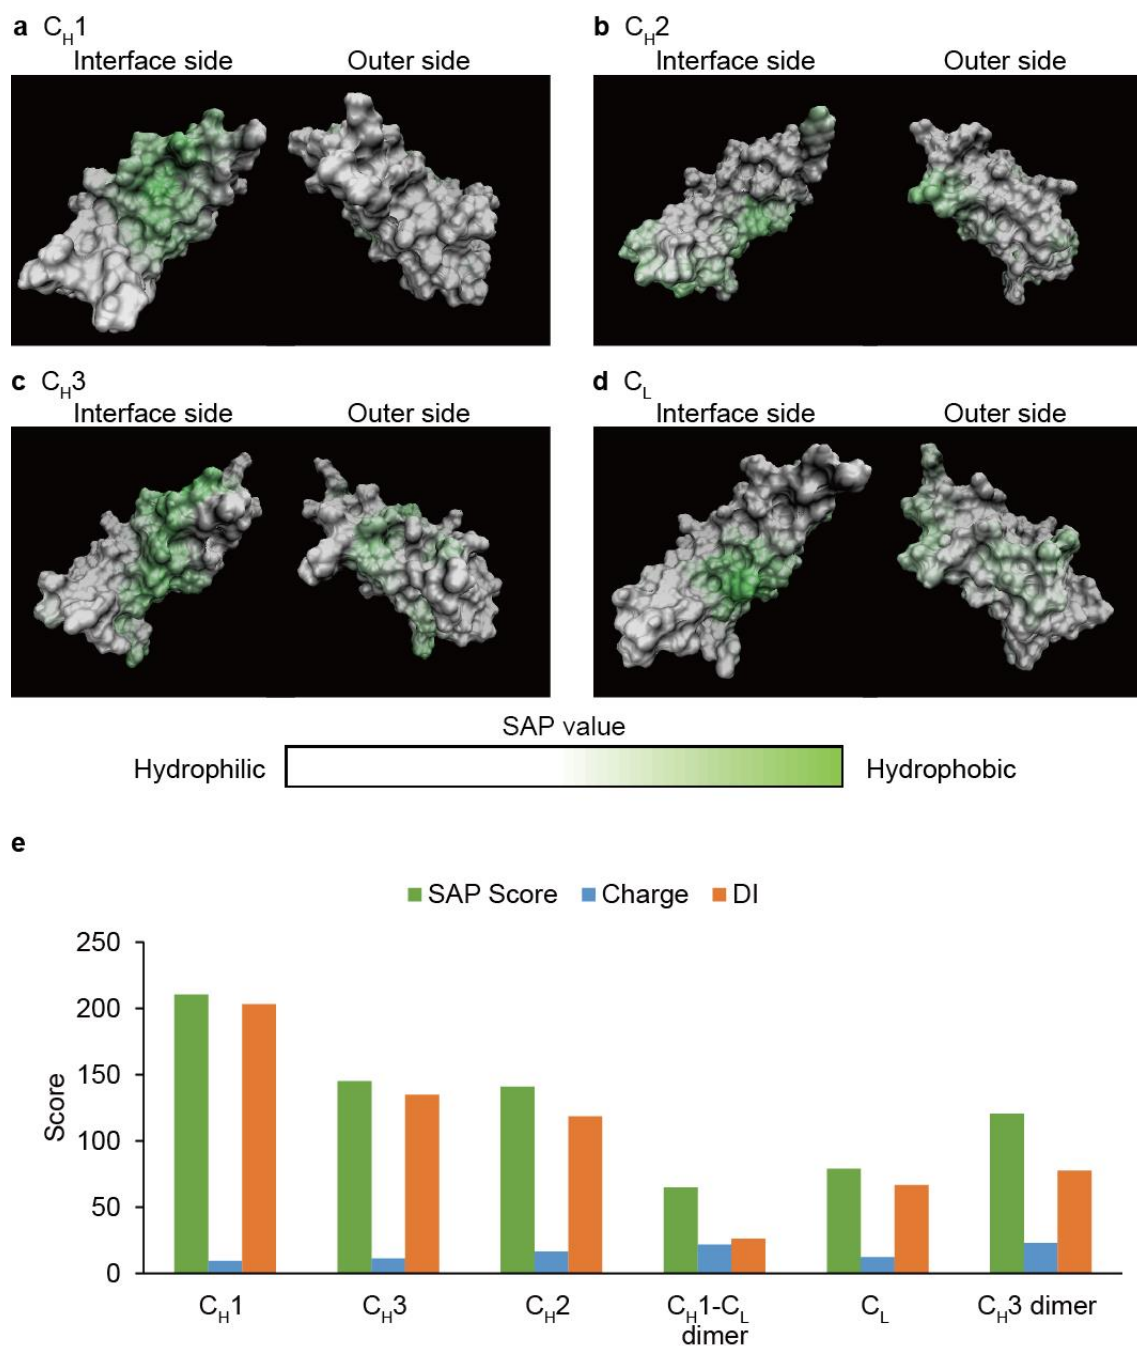 a C_H1
Interface side Outer side
b C_H2
Interface side Outer side
c C_H3
Interface side Outer side
d C_L
Interface side Outer side
SAP value
Hydrophilic Hydrophobic
e
SAP Score Charge DI
250
200
150
100
50
0
Score
C_H1 C_H3 C_H2 C_H1-C_L dimer C_L C_H3 dimer